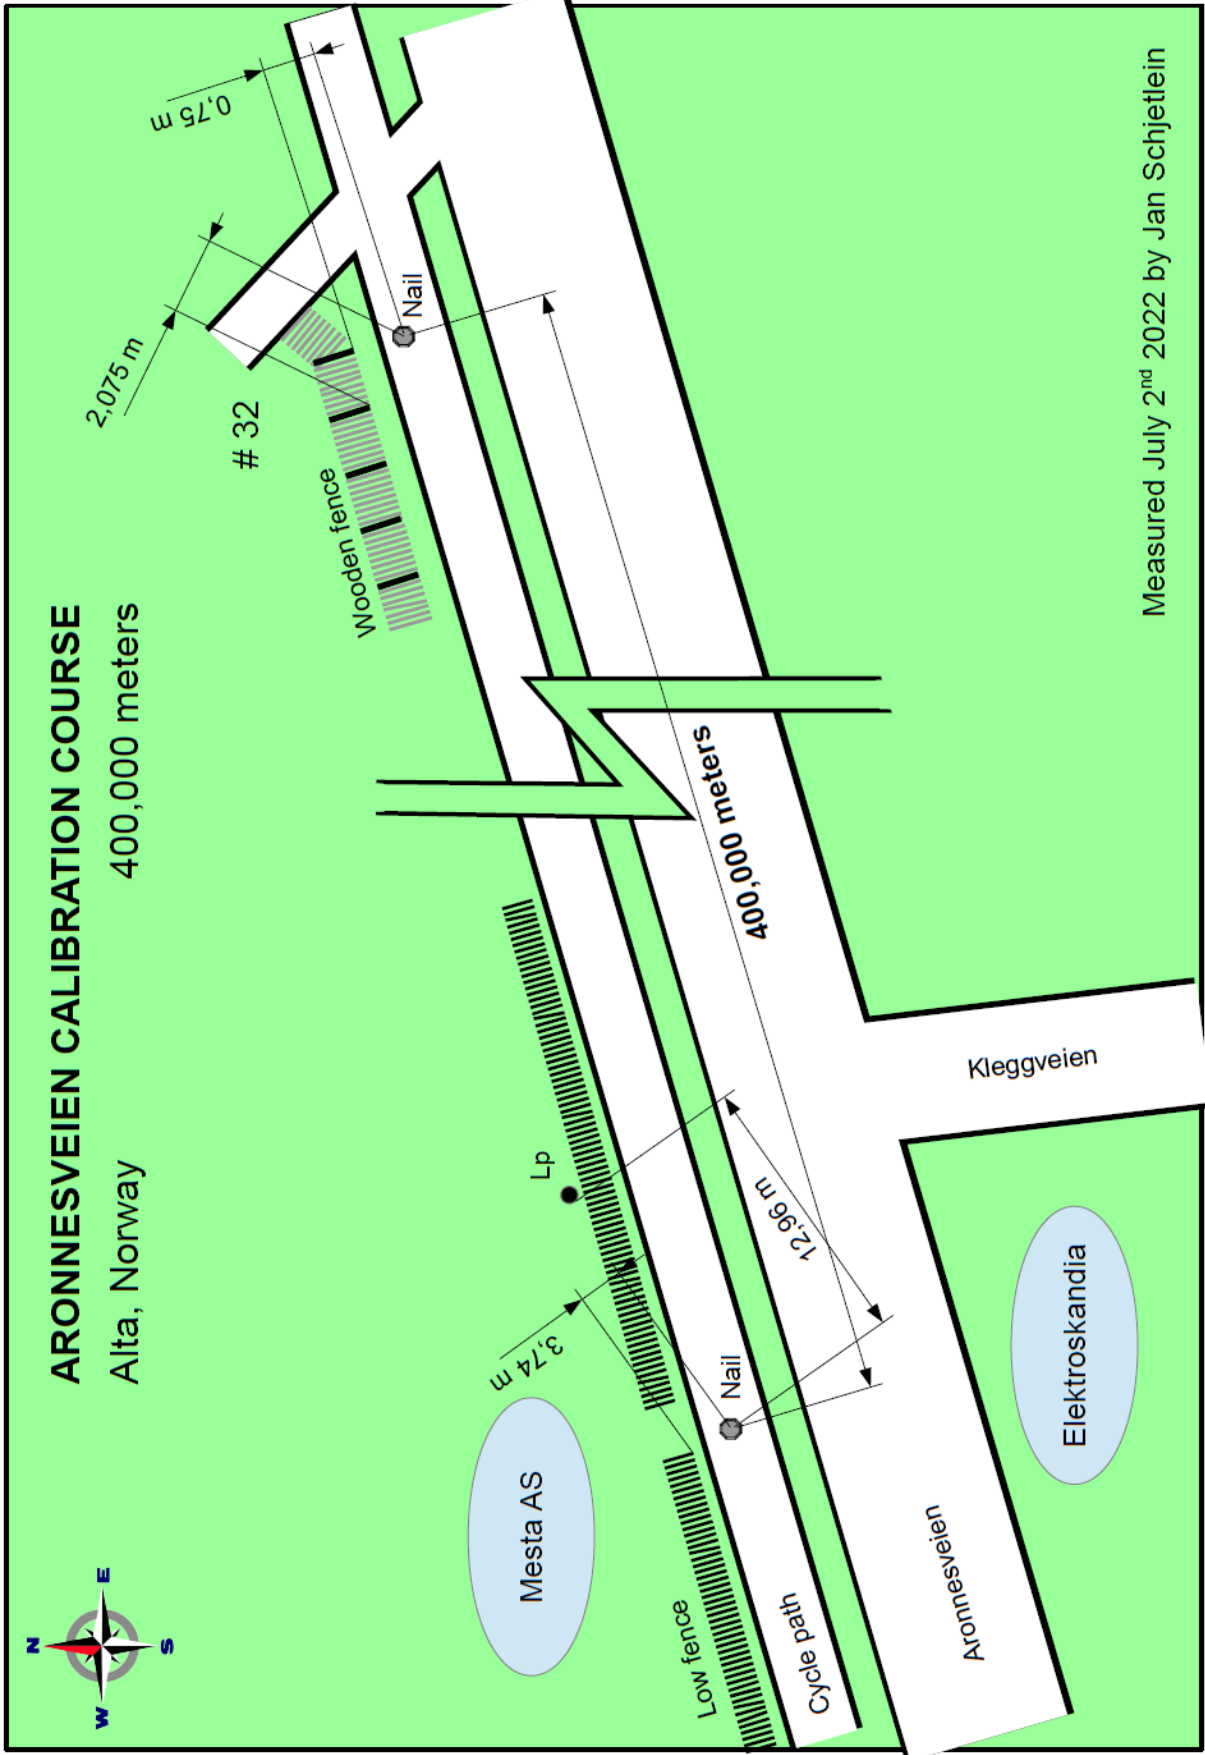 ARONNESVEIEN CALIBRATION COURSE
Alta, Norway 400,000 meters
N
W E
S
2,075 m
0,75 m
# 32
Wooden fence
Nail
Lp
3,74 m
Mesta AS
Nail
12,96 m
400,000 meters
Low fence
Cycle path
Aronnesveien
Kleggveien
Elektroskandia
Measured July 2nd 2022 by Jan Schjetlein